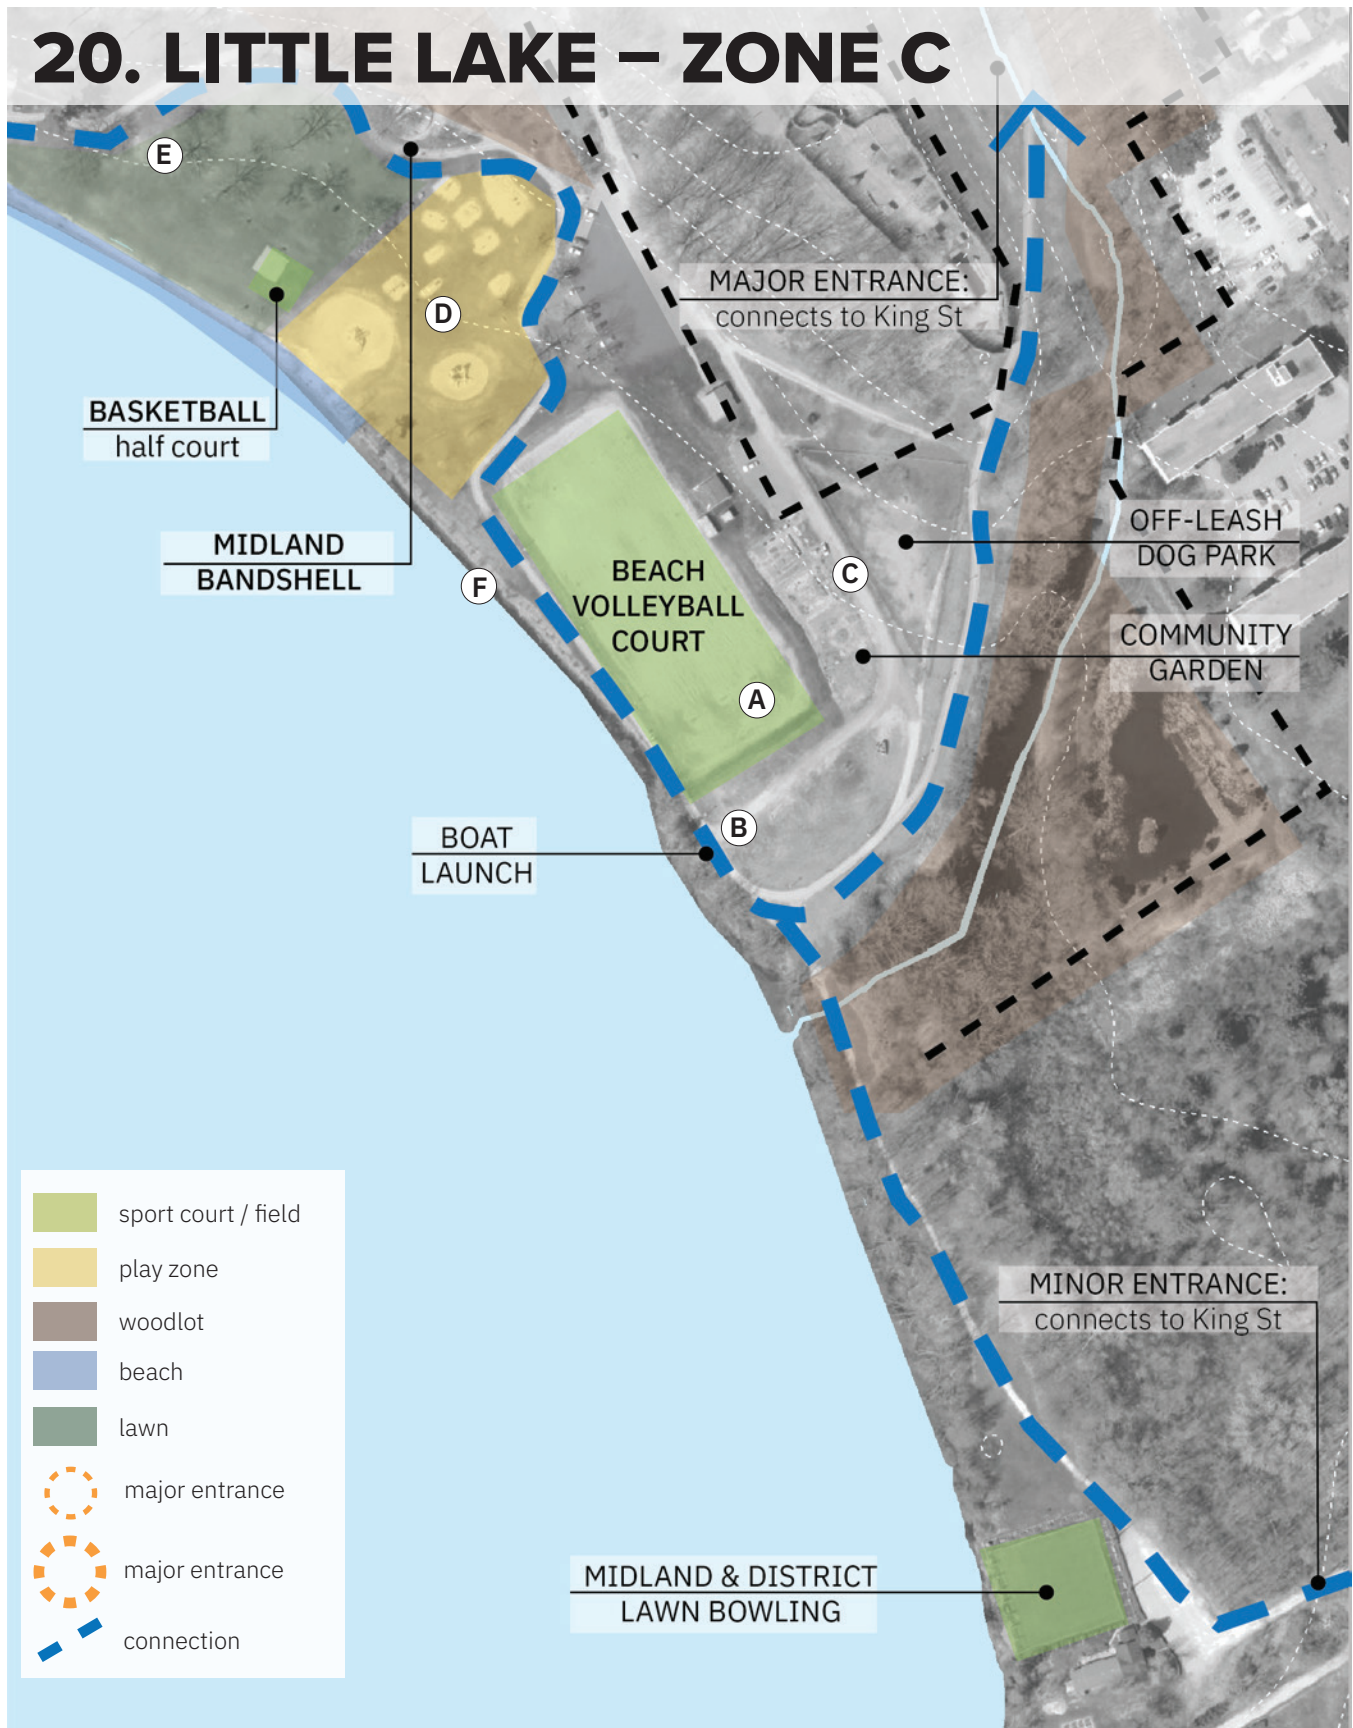 20. LITTLE LAKE – ZONE C
E
MAJOR ENTRANCE:
connects to King St
D
BASKETBALL
half court
MIDLAND
BANDSHELL
OFF-LEASH
DOG PARK
F
BEACH
VOLLEYBALL
COURT
C
COMMUNITY
GARDEN
A
B
BOAT
LAUNCH
sport court / field
play zone
woodlot
beach
lawn
major entrance
major entrance
connection
MINOR ENTRANCE:
connects to King St
MIDLAND & DISTRICT
LAWN BOWLING